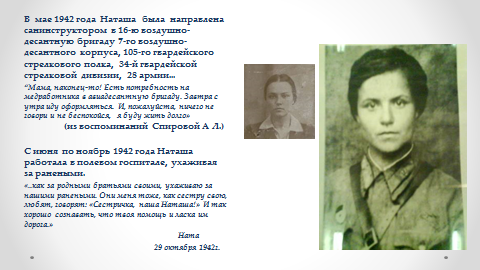 В мае 1942 года Наташа была направлена
санинструктором в 16-ю воздушно-
десантную бригаду 7-го воздушно-
десантного корпуса, 105-го гвардейского
стрелкового полка, 34-й гвардейской
стрелковой дивизии, 28 армии...
"Мама, наконец-то! Есть потребность на
медработника в авиадесантную бригаду. Завтра с
утра иду оформляться. И, пожалуйста, ничего не
говори и не беспокойся, я буду жить долго»
(из воспоминаний Спировой А Л.)
С июня по ноябрь 1942 года Наташа
работала в полевом госпитале, ухаживая
за ранеными.
«...как за родными братьями своими, ухаживаю за
нашими ранеными. Они меня тоже, как сестру свою,
любят, говорят: «Сестричка, наша Наташа!» И так
хорошо сознавать, что твоя помощь и ласка им
дорога.»
Ната
29 октября 1942г.